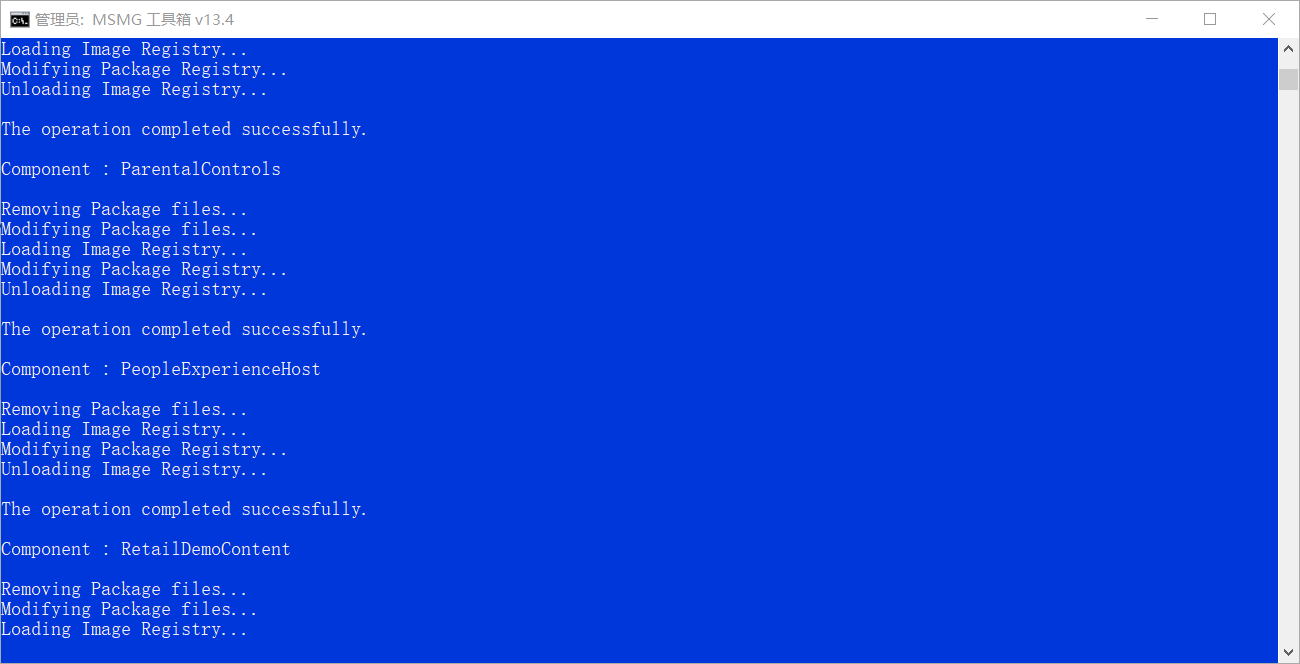 管理员: MSMG 工具箱 v13.4
Loading Image Registry...
Modifying Package Registry...
Unloading Image Registry...
The operation completed successfully.
Component : ParentalControls
Removing Package files...
Modifying Package files...
Loading Image Registry...
Modifying Package Registry...
Unloading Image Registry...
The operation completed successfully.
Component : PeopleExperienceHost
Removing Package files...
Loading Image Registry...
Modifying Package Registry...
Unloading Image Registry...
The operation completed successfully.
Component : RetailDemoContent
Removing Package files...
Modifying Package files...
Loading Image Registry...